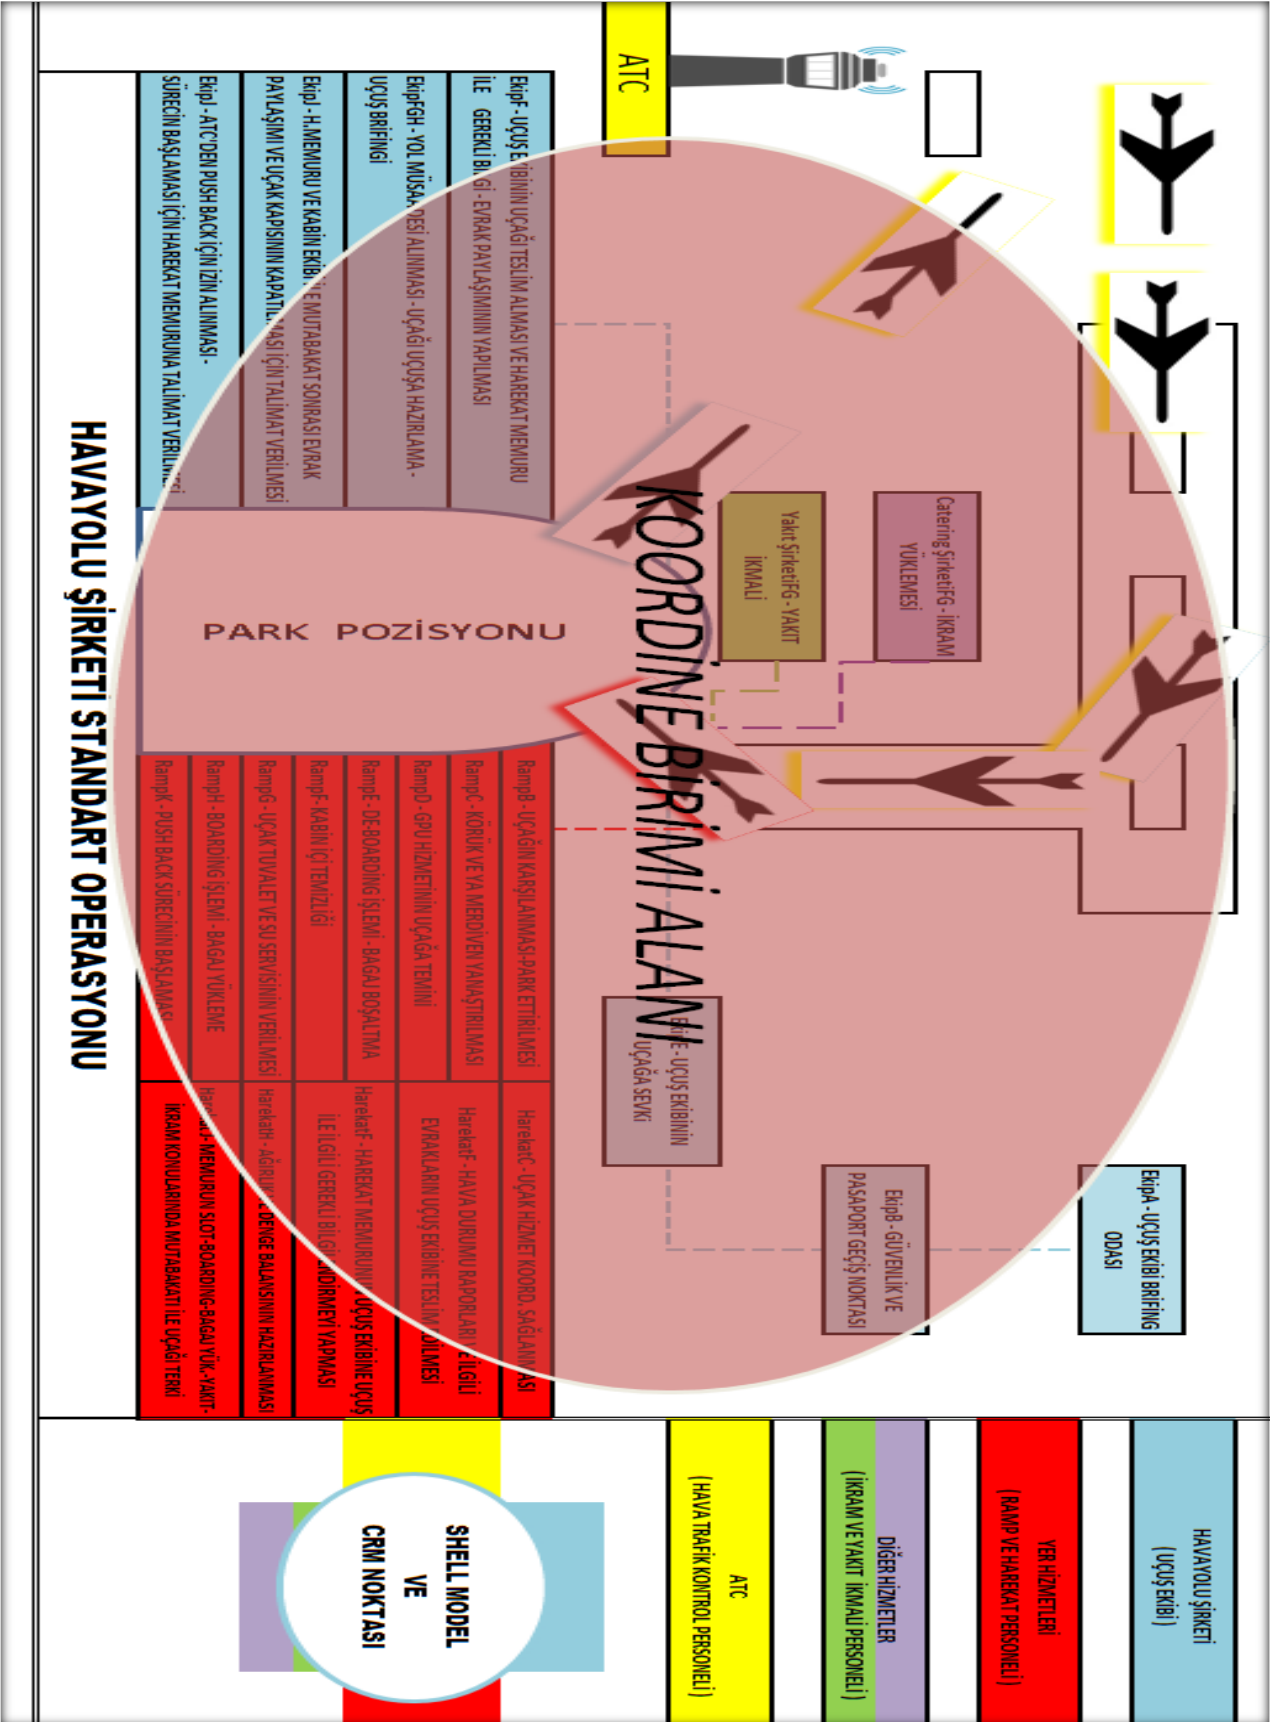 HAVAYOLU ŞİRKETİ
( UÇUŞ EKİBİ )
YER HİZMETLERİ
( RAMP VE HAREKAT PERSONELİ )
DİĞER HİZMETLER
( İKRAM VE YAKIT İKMALİ PERSONELİ )
ATC
( HAVA TRAFİK KONTROL PERSONELİ )
SHELL MODEL
VE
CRM NOKTASI
EkipA - UÇUŞ EKİBİ BRİFİNG
ODASI
EkipB - GÜVENLİK VE
PASAPORT GEÇİŞ NOKTASI
EkipE - UÇUŞ EKİBİNİN
UÇAĞA SEVKİ
Catering ŞirketiFG - İKRAM
YÜKLEMESİ
Yakıt ŞirketiFG - YAKIT
İKMALİ
KOORDİNE BİRİMİ ALANI
ATC
PARK POZİSYONU
EkipF - UÇUŞ EKİBİNİN UÇAĞI TESLİM ALMASI VE HAREKAT MEMURU
İLE GEREKLİ BİLGİ - EVRAK PAYLAŞIMININ YAPILMASI
EkipFGH - YOL MÜSAADESİ ALINMASI - UÇAĞI UÇUŞA HAZIRLAMA -
UÇUŞ BRİFİNGİ
EkipJ - H.MEMURU VE KABİN EKİBİ İLE MUTABAKAT SONRASI EVRAK
PAYLAŞIMI VE UÇAK KAPISININ KAPATILMASI İÇİN TALİMAT VERİLMESİ
EkipJ - ATC'DEN PUSH BACK İÇİN İZİN ALINMASI -
SÜRECİN BAŞLAMASI İÇİN HAREKAT MEMURUNA TALİMAT VERİLMESİ
RampB - UÇAĞIN KARŞILANMASI-PARK ETTİRİLMESİ
RampC - KÖRÜK VE YA MERDİVEN YANAŞTIRILMASI
RampD - GPU HİZMETİNİN UÇAĞA TEMİNİ
RampE - DE-BOARDİNG İŞLEMİ - BAGAJ BOŞALTMA
RampF- KABİN İÇİ TEMİZLİĞİ
RampG - UÇAK TUVALET VE SU SERVİSİNİN VERİLMESİ
RampH - BOARDİNG İŞLEMİ - BAGAJ YÜKLEME
RampK - PUSH BACK SÜRECİNİN BAŞLAMASI
HarekatC - UÇAK HİZMET KOORD. SAĞLANMASI
HarekatF - HAVA DURUMU RAPORLARI VE İLGİLİ
EVRAKLARIN UÇUŞ EKİBİNE TESLİM EDİLMESİ
HarekatF - HAREKAT MEMURUNUN UÇUŞ EKİBİNE UÇUŞ
İLE İLGİLİ GEREKLİ BİLGİLENDİRMEYİ YAPMASI
HarekatH - AĞIRLIK VE DENGE BALANSININ HAZIRLANMASI
HarekatJ- MEMURUN SLOT-BOARDING-BAGAJ YÜK.-YAKIT-
İKRAM KONULARINDA MUTABAKATI İLE UÇAĞI TERKİ
HAVAYOLU ŞİRKETİ STANDART OPERASYONU